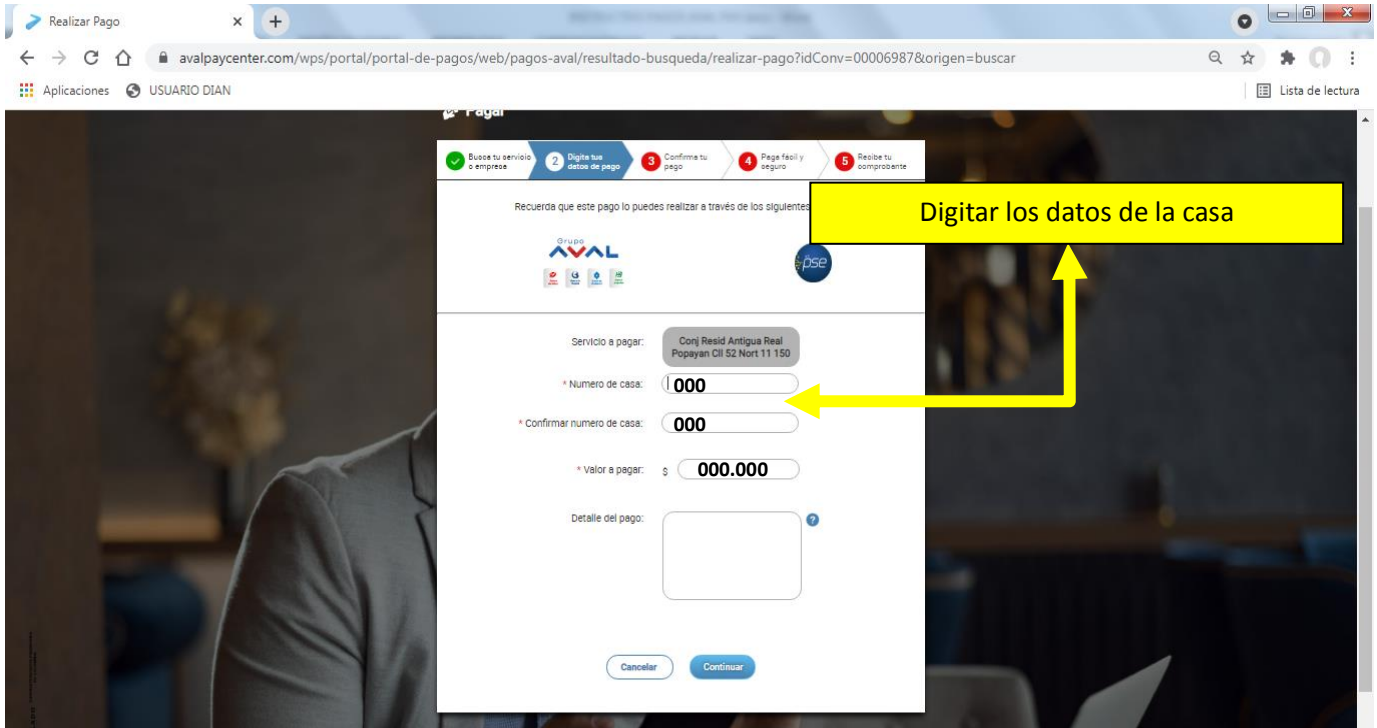 Realizar Pago
avalpaycenter.com/wps/portal/portal-de-pagos/web/pagos-aval/resultado-busqueda/realizar-pago?idConv=00006987&origen=buscar
Aplicaciones USUARIO DIAN Lista de lectura
Pagar
Busca tu servicio o empresa
2 Digita tus datos de pago
3 Confirma tu pago
4 Paga fácil y seguro
5 Recibe tu comprobante
Recuerda que este pago lo puedes realizar a través de los siguientes
Digitar los datos de la casa
Grupo
AVAL
pse
Servicio a pagar: Conj Resid Antigua Real
Popayan Cll 52 Nort 11 150
* Numero de casa: 000
* Confirmar numero de casa: 000
* Valor a pagar: $ 000.000
Detalle del pago: ?
Cancelar Continuar